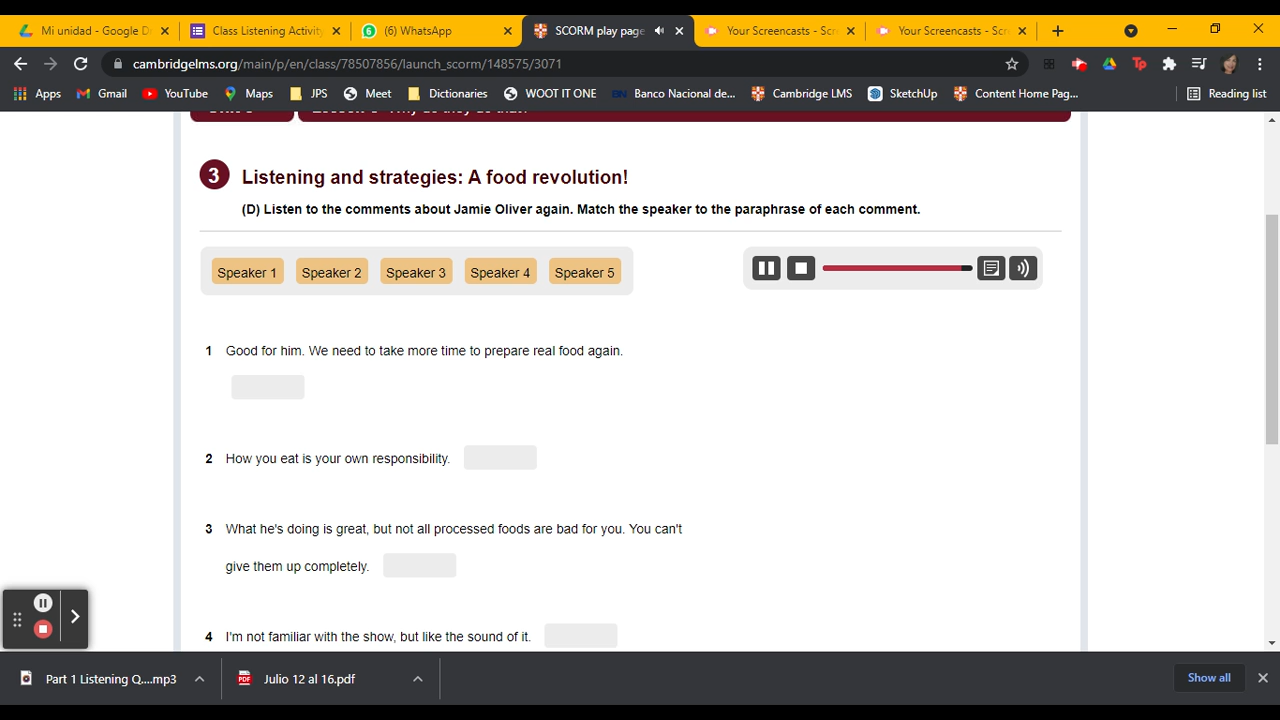 Mi unidad - Google D
Class Listening Activity
6
(6) WhatsApp
SCORM play page
Your Screencasts - Scr
Your Screencasts - Scr
cambridgelms.org/main/p/en/class/78507856/launch_scorm/148575/3071
Tp
Apps
Gmail
YouTube
Maps
JPS
Meet
Dictionaries
WOOT IT ONE
BN
Banco Nacional de...
Cambridge LMS
SketchUp
Content Home Pag...
Reading list
3
Listening and strategies: A food revolution!
(D) Listen to the comments about Jamie Oliver again. Match the speaker to the paraphrase of each comment.
Speaker 1
Speaker 2
Speaker 3
Speaker 4
Speaker 5
1 Good for him. We need to take more time to prepare real food again.
2 How you eat is your own responsibility.
3 What he's doing is great, but not all processed foods are bad for you. You can't
give them up completely.
4 I'm not familiar with the show, but like the sound of it.
Part 1 Listening Q....mp3
PDF
Julio 12 al 16.pdf
Show all